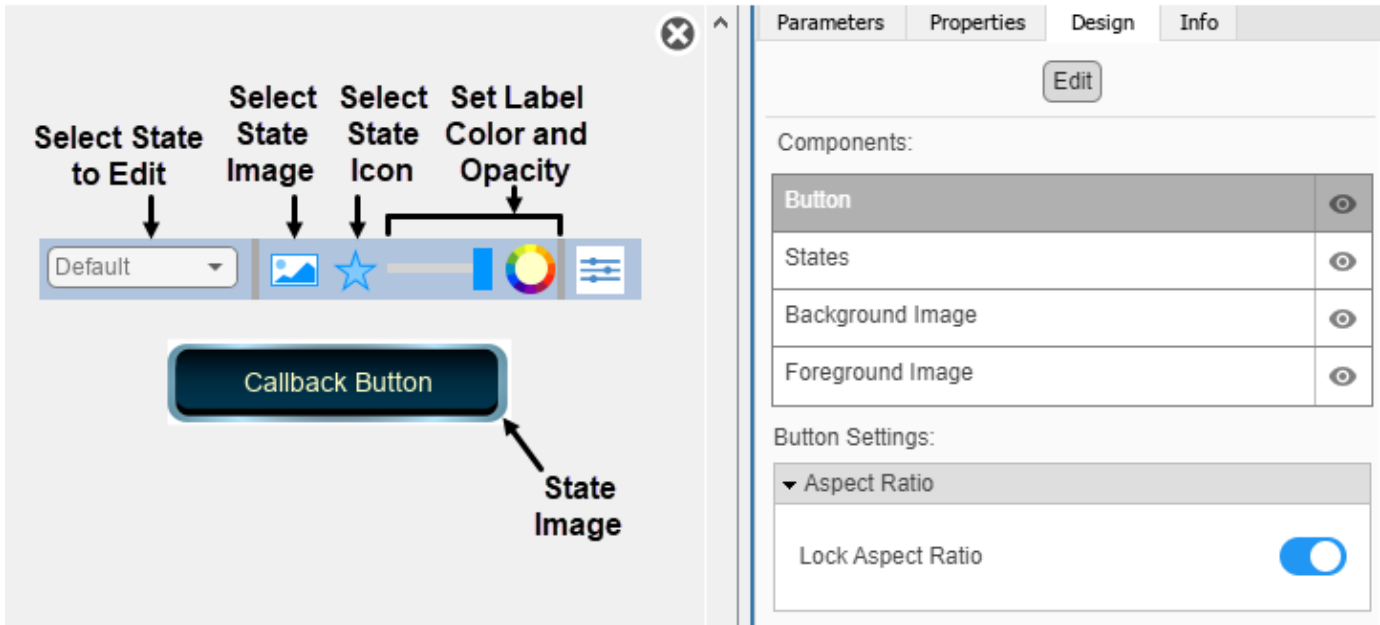 Select State
to Edit
Select
State
Image
Select
State
Icon
Set Label
Color and
Opacity
Default
Callback Button
State
Image
Parameters
Properties
Design
Info
Edit
Components:
Button
States
Background Image
Foreground Image
Button Settings:
Aspect Ratio
Lock Aspect Ratio